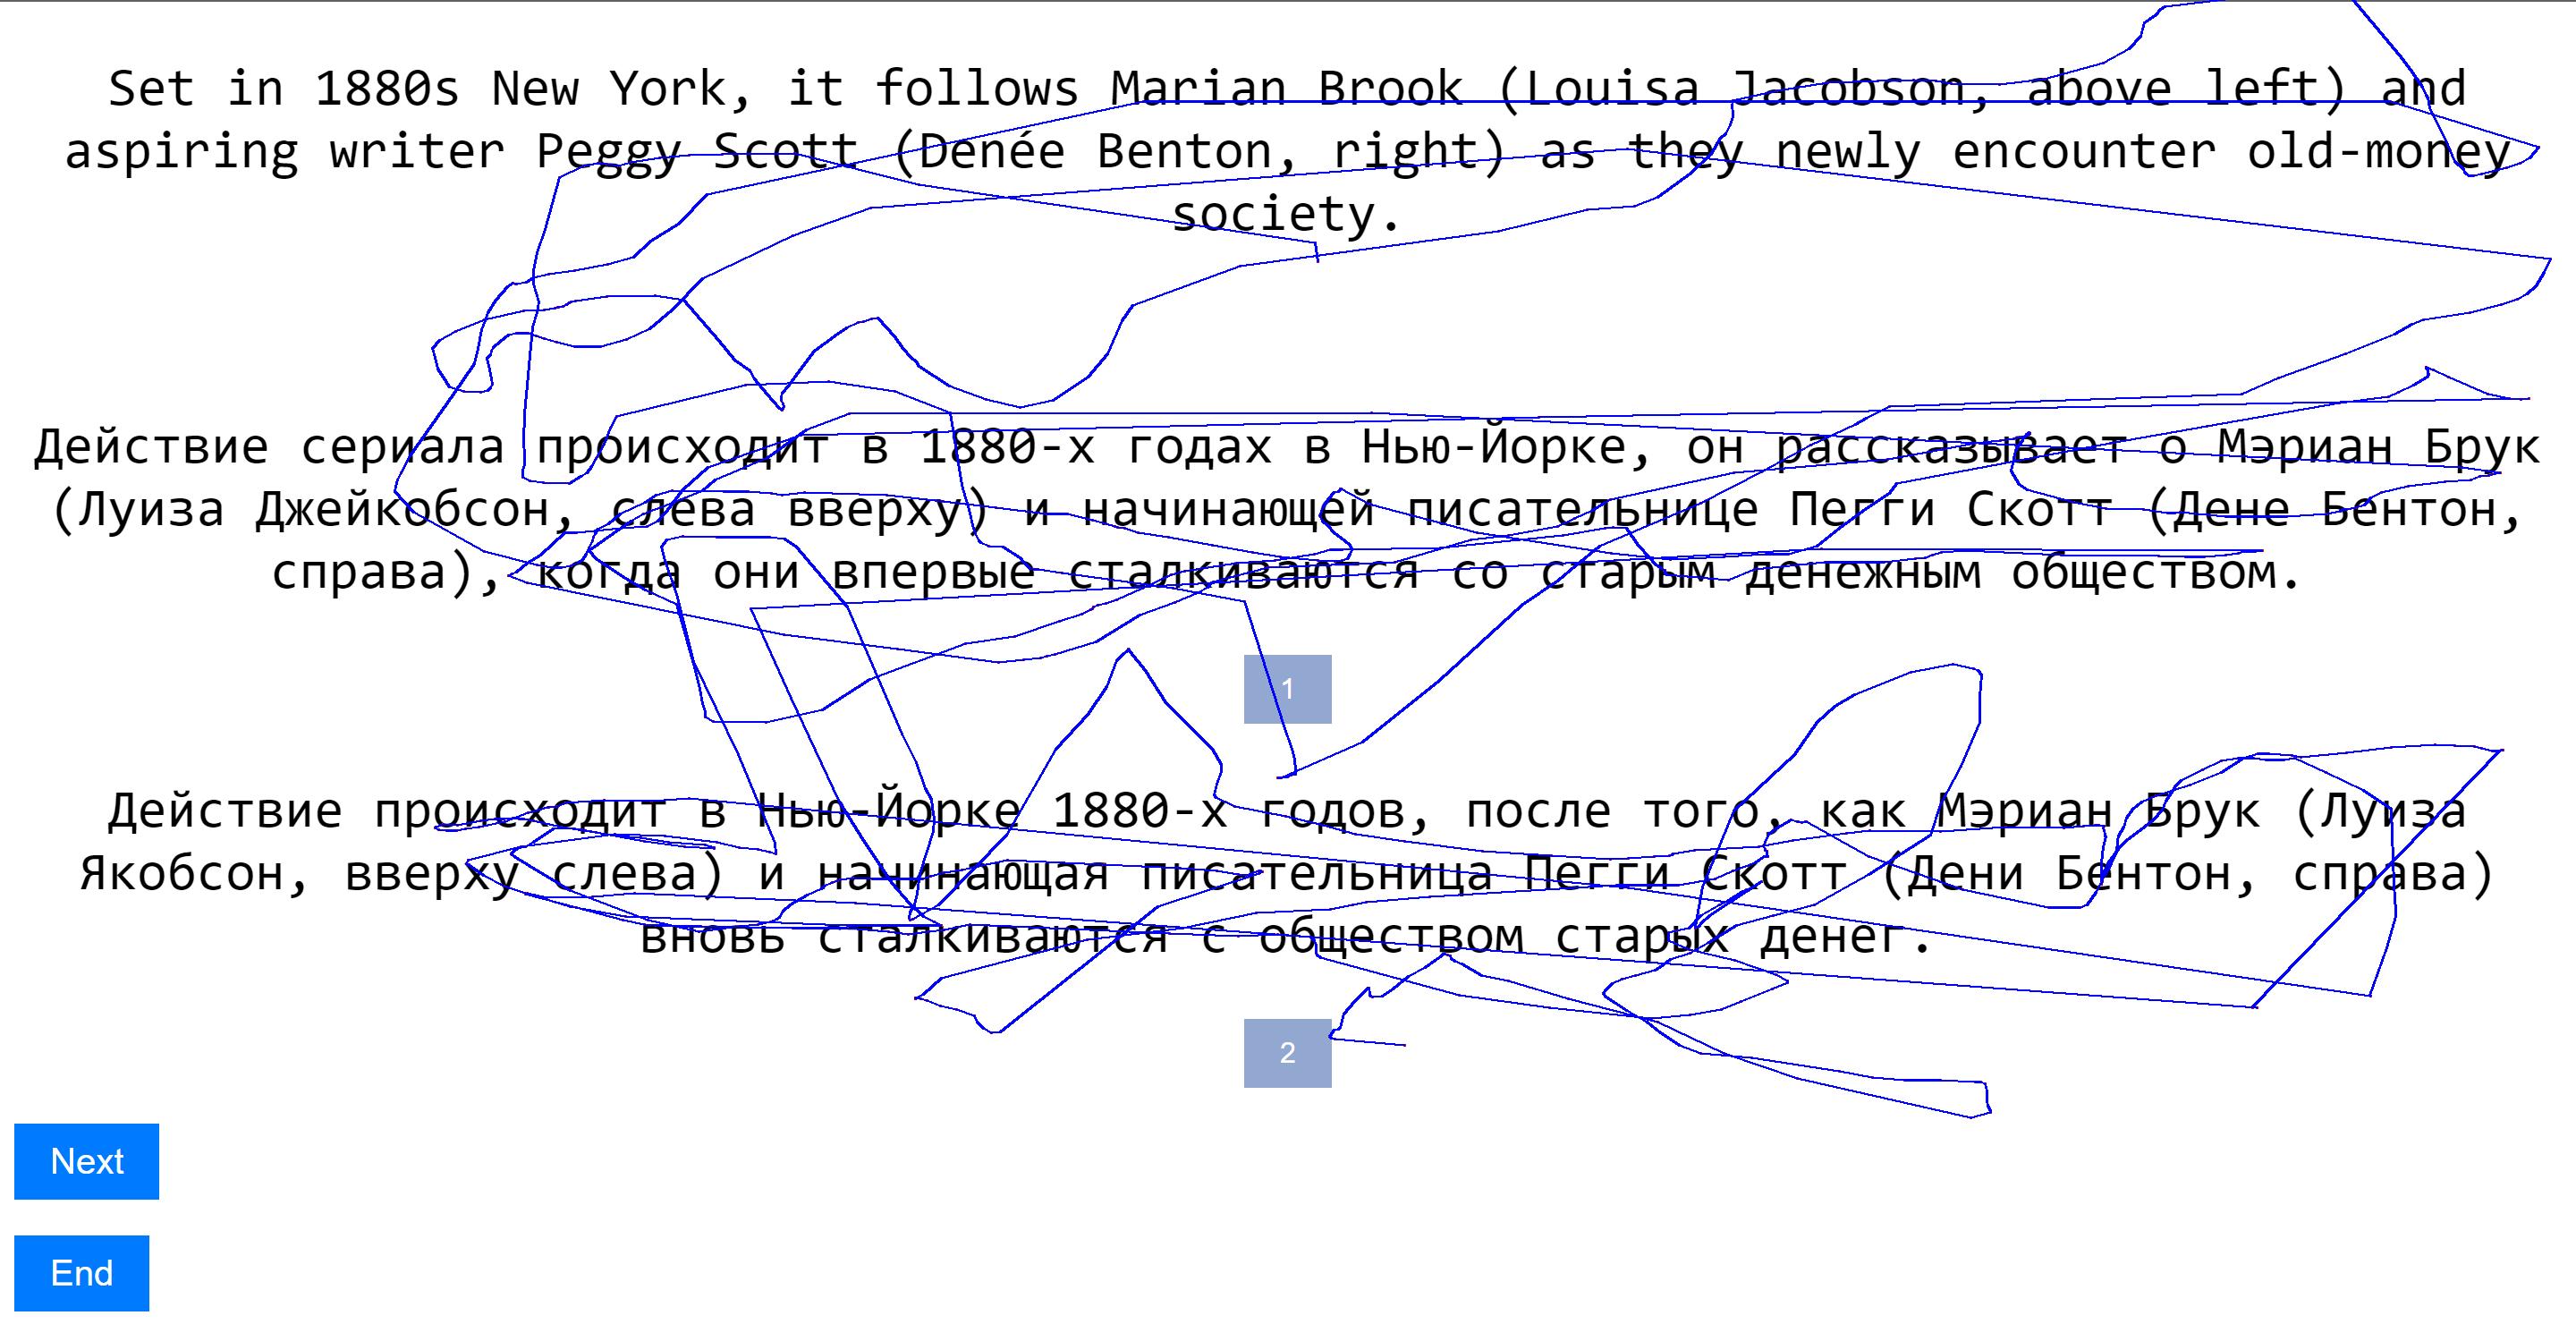 Set in 1880s New York, it follows Marian Brook (Louisa Jacobson, above left) and
aspiring writer Peggy Scott (Denée Benton, right) as they newly encounter old-money
society.
Действие сериала происходит в 1880-х годах в Нью-Йорке, он рассказывает о Мэриан Брук
(Луиза Джейкобсон, слева вверху) и начинающей писательнице Пегги Скотт (Дене Бентон,
справа), когда они впервые сталкиваются со старым денежным обществом.
1
Действие происходит в Нью-Йорке 1880-х годов, после того, как Мэриан Брук (Луиза
Якобсон, вверху слева) и начинающая писательница Пегги Скотт (Дени Бентон, справа)
вновь сталкиваются с обществом старых денег.
2
Next
End